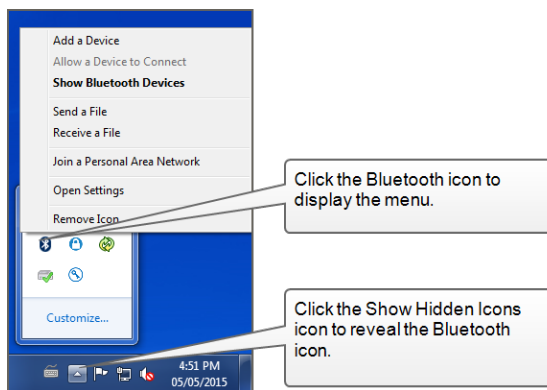 Add a Device
Allow a Device to Connect
Show Bluetooth Devices
Send a File
Receive a File
Join a Personal Area Network
Open Settings
Remove Icon
Customize...
4:51 PM
05/05/2015
Click the Bluetooth icon to
display the menu.
Click the Show Hidden Icons
icon to reveal the Bluetooth
icon.